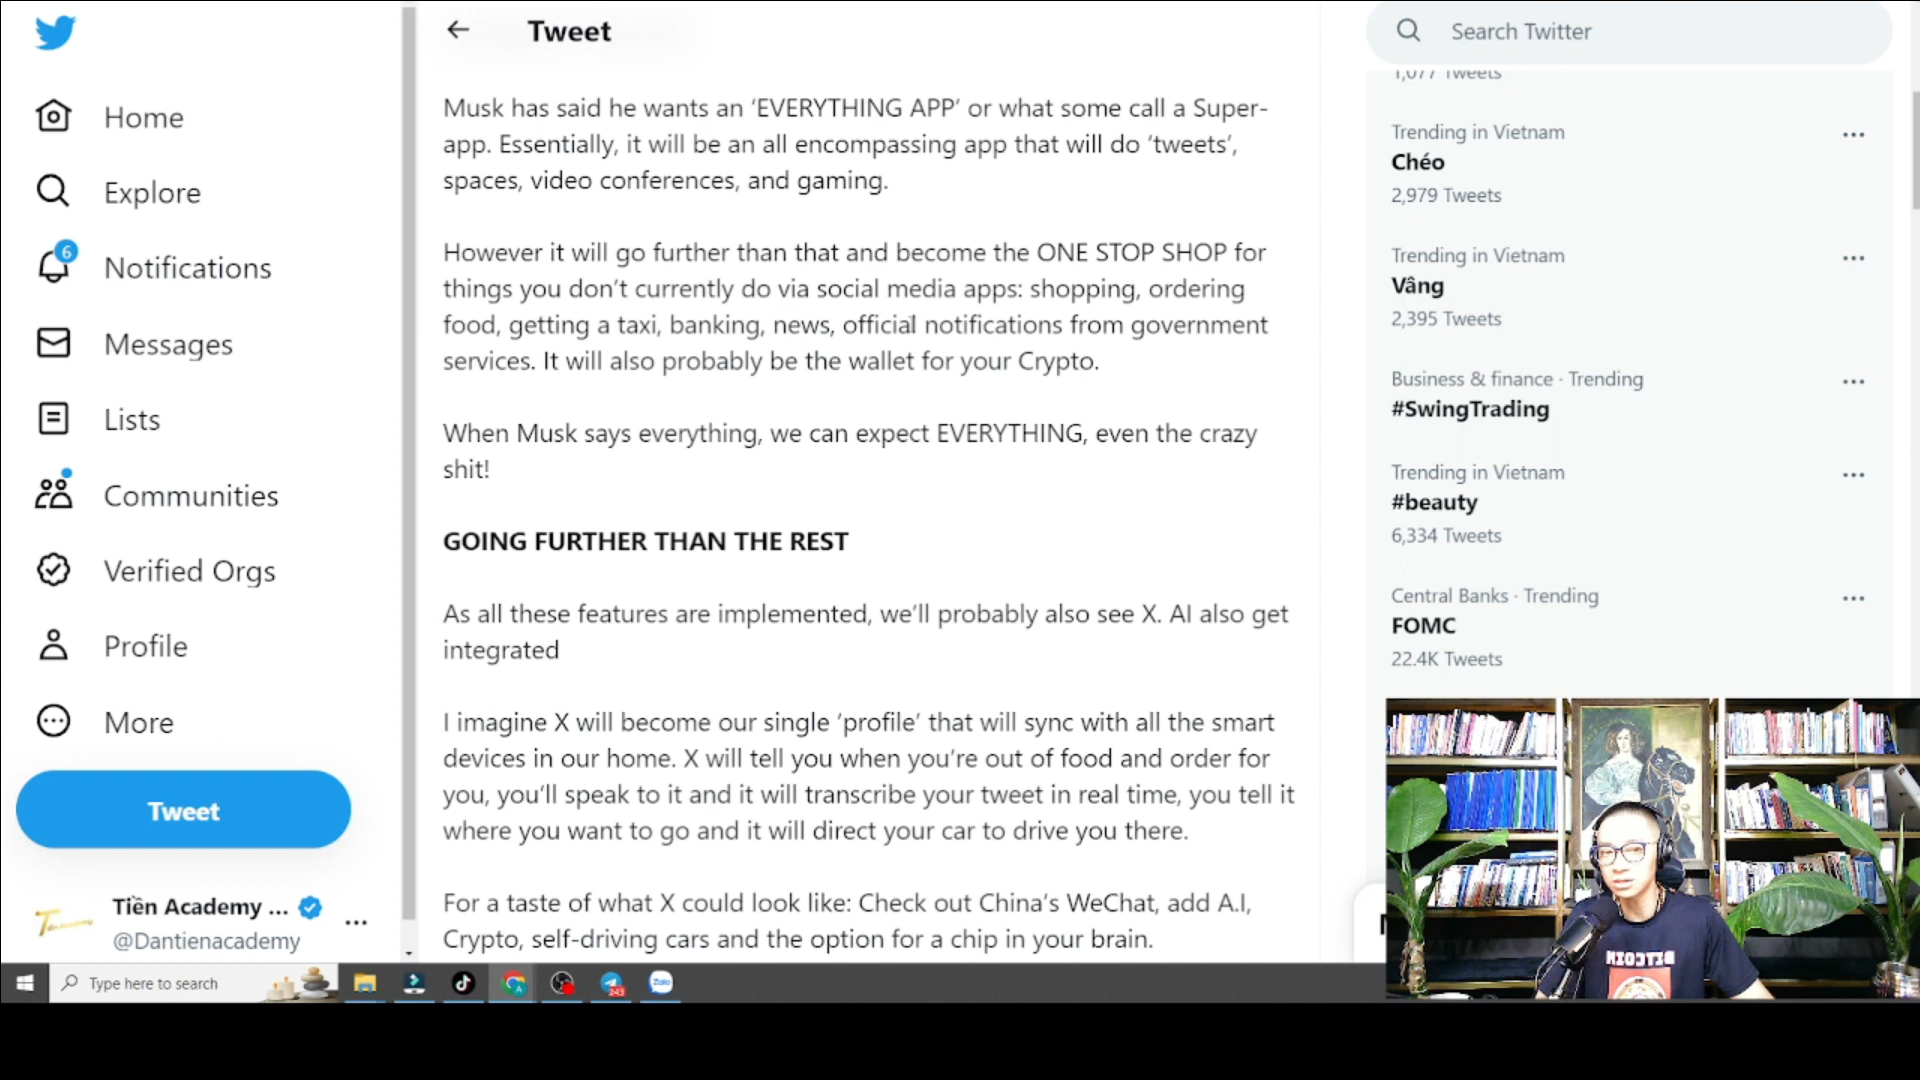 Home
Explore
6
Notifications
Messages
Lists
Communities
Verified Orgs
Profile
More
Tweet
Tiền Academy ...
@Dantienacademy
Tweet
Musk has said he wants an ‘EVERYTHING APP’ or what some call a Super-
app. Essentially, it will be an all encompassing app that will do ‘tweets’,
spaces, video conferences, and gaming.
However it will go further than that and become the ONE STOP SHOP for
things you don’t currently do via social media apps: shopping, ordering
food, getting a taxi, banking, news, official notifications from government
services. It will also probably be the wallet for your Crypto.
When Musk says everything, we can expect EVERYTHING, even the crazy
shit!
GOING FURTHER THAN THE REST
As all these features are implemented, we’ll probably also see X. AI also get
integrated
I imagine X will become our single ‘profile’ that will sync with all the smart
devices in our home. X will tell you when you’re out of food and order for
you, you’ll speak to it and it will transcribe your tweet in real time, you tell it
where you want to go and it will direct your car to drive you there.
For a taste of what X could look like: Check out China’s WeChat, add A.I,
Crypto, self-driving cars and the option for a chip in your brain.
Search Twitter
1,077 Tweets
Trending in Vietnam
Chéo
2,979 Tweets
Trending in Vietnam
Vâng
2,395 Tweets
Business & finance · Trending
#SwingTrading
Trending in Vietnam
#beauty
6,334 Tweets
Central Banks · Trending
FOMC
22.4K Tweets
BITCOIN
Type here to search
243
Zalo